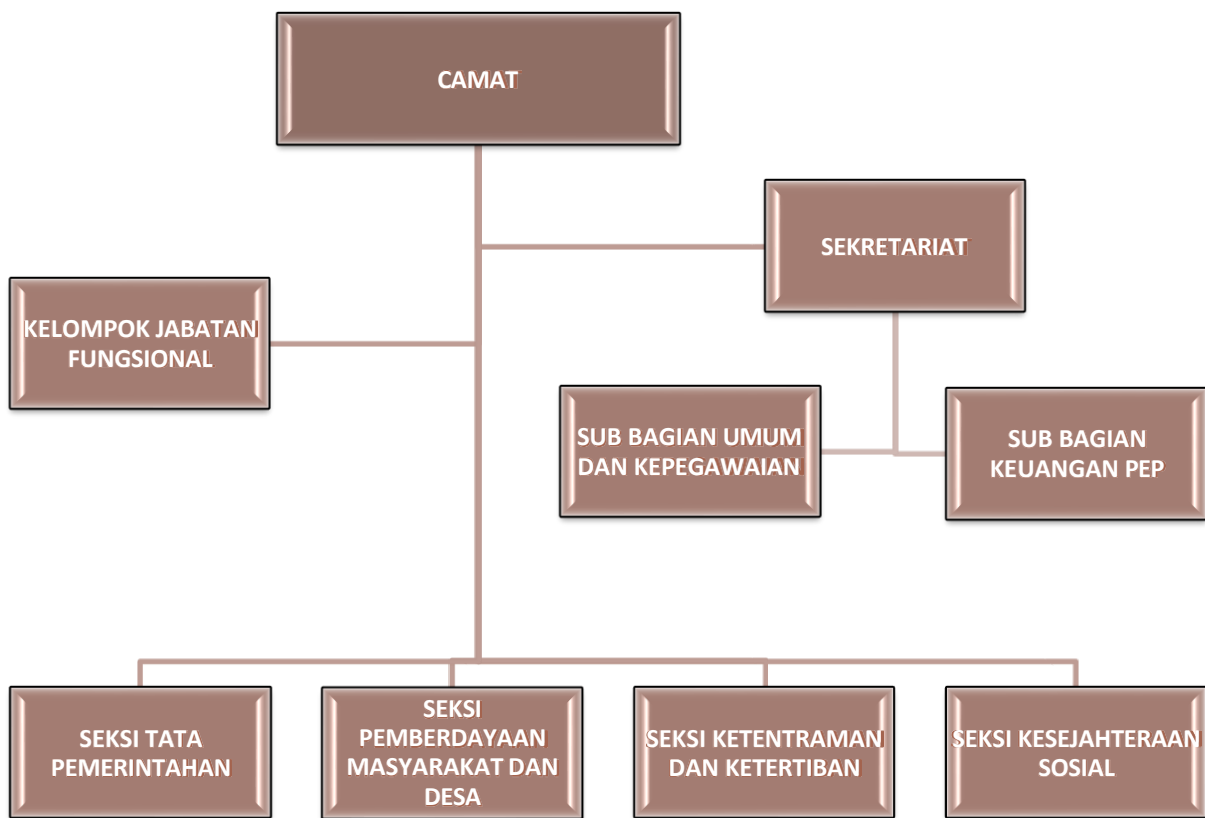 CAMAT
SEKRETARIAT
KELOMPOK JABATAN
FUNGSIONAL
SUB BAGIAN UMUM
DAN KEPEGAWAIAN
SUB BAGIAN
KEUANGAN PEP
SEKSI TATA
PEMERINTAHAN
SEKSI
PEMBERDAYAAN
MASYARAKAT DAN
DESA
SEKSI KETENTRAMAN
DAN KETERTIBAN
SEKSI KESEJAHTERAAN
SOSIAL